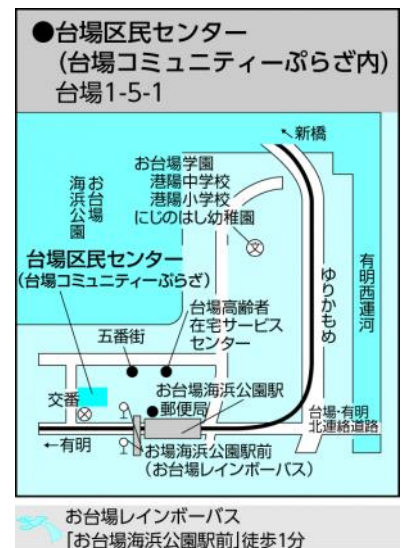 ●台場区民センター
(台場コミュニティーぷらざ内)
台場1-5-1
新橋
お台場学園
港陽中学校
港陽小学校
にじのはし幼稚園
お台場
海浜公園
文
台場区民センター
(台場コミュニティーぷらざ)
ゆりかもめ
有明西運河
台場高齢者
在宅サービス
センター
五番街
お台場海浜公園駅
交番
郵便局
台場・有明
北連絡道路
←有明
お場海浜公園駅前
(お台場レインボーバス)
お台場レインボーバス
「お台場海浜公園駅前」徒歩1分